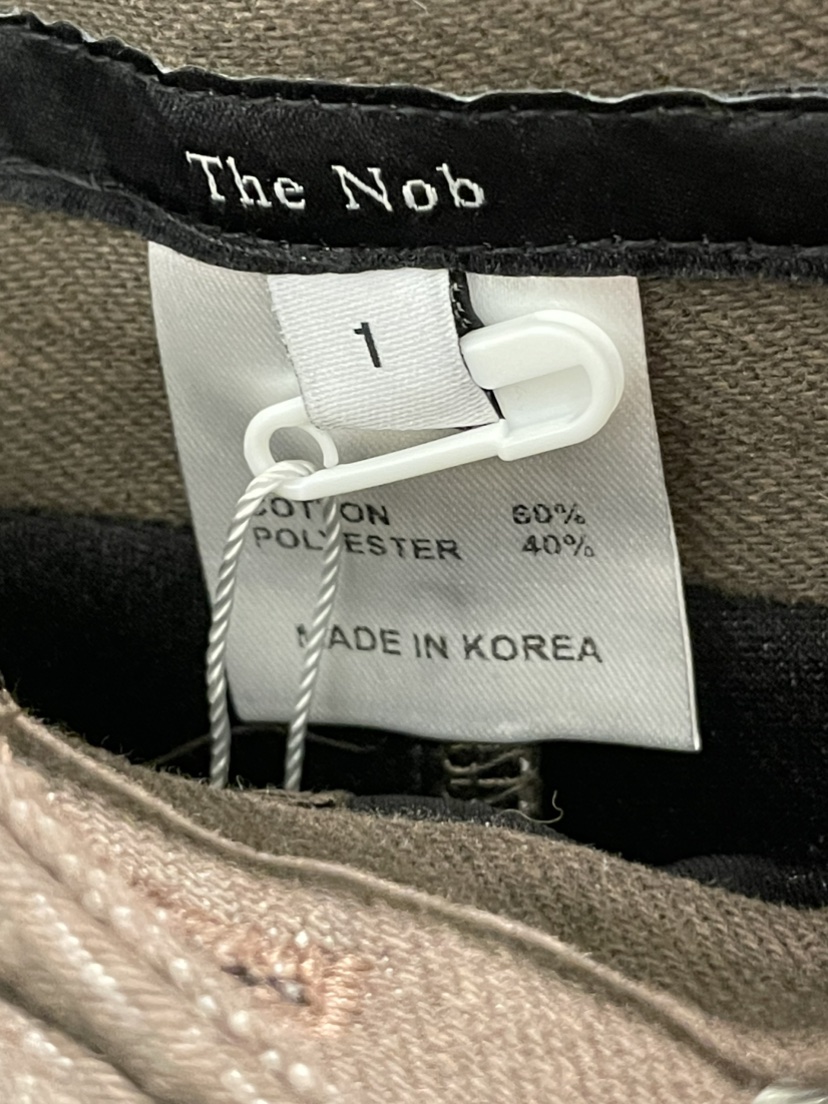 The Nob
1
COTTON 60%
POLYESTER 40%
MADE IN KOREA